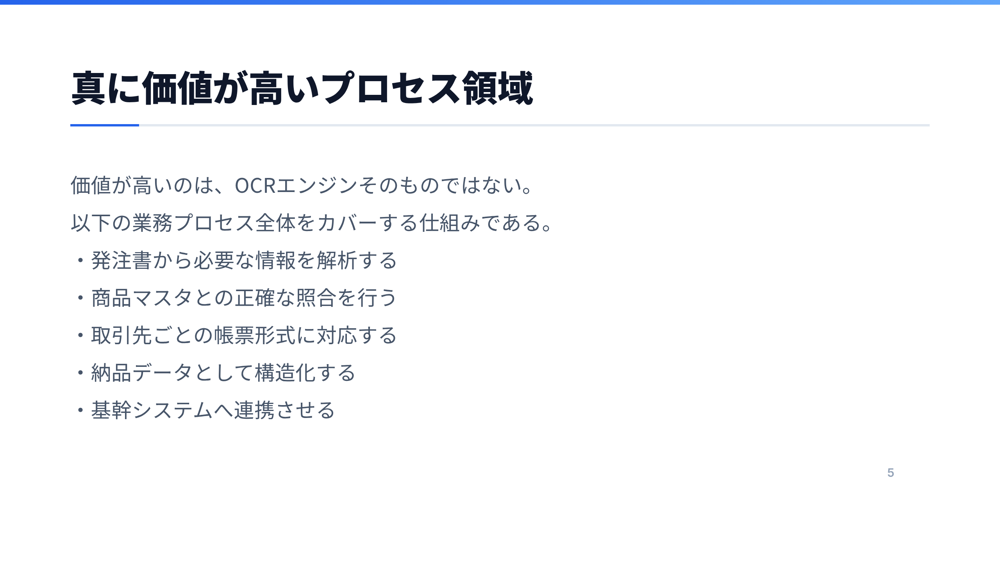 真に価値が高いプロセス領域
価値が高いのは、OCRエンジンそのものではない。
以下の業務プロセス全体をカバーする仕組みである。
・発注書から必要な情報を解析する
・商品マスタとの正確な照合を行う
・取引先ごとの帳票形式に対応する
・納品データとして構造化する
・基幹システムへ連携させる
5